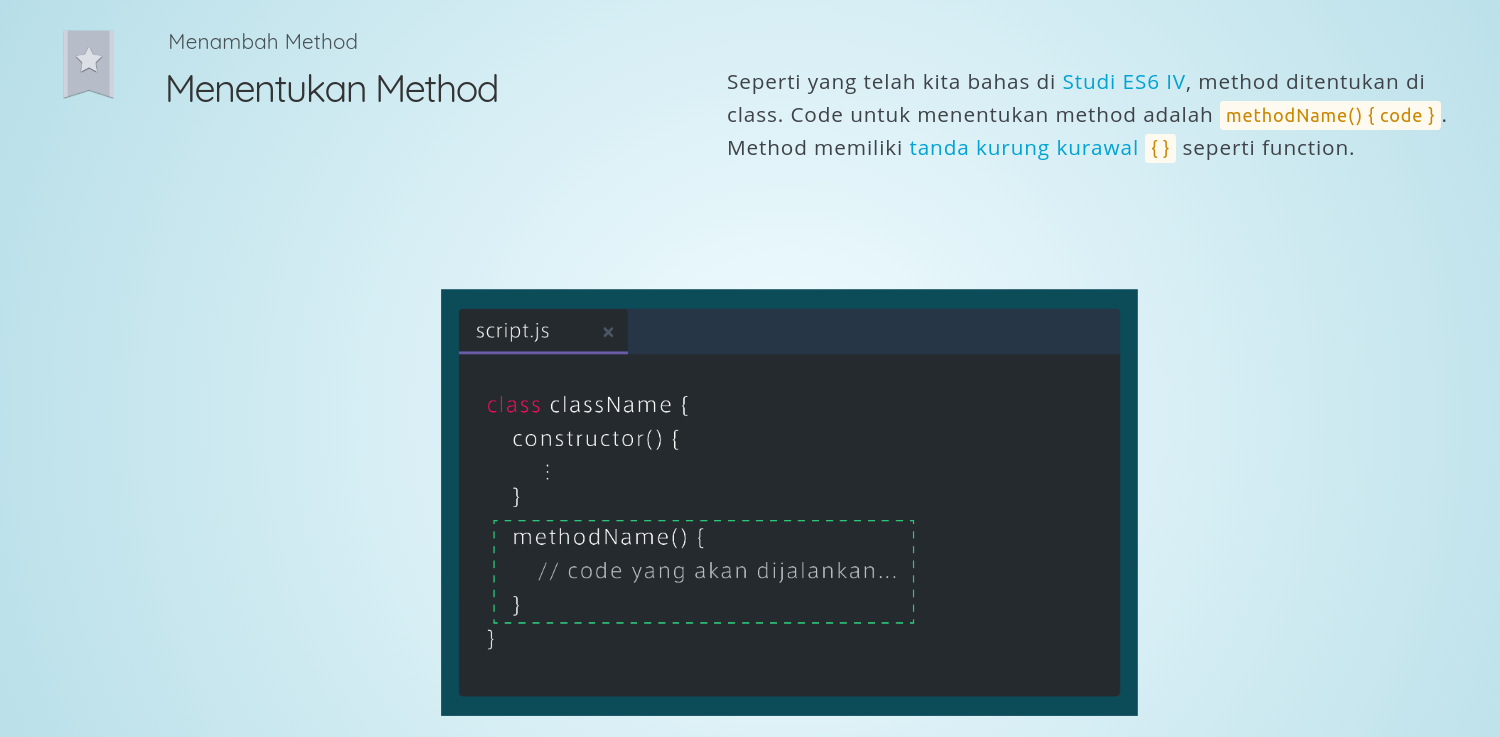 Menambah Method
Menentukan Method
Seperti yang telah kita bahas di Studi ES6 IV, method ditentukan di
class. Code untuk menentukan method adalah methodName() { code }.
Method memiliki tanda kurung kurawal { } seperti function.
script.js ×
class className {
constructor() {
⋮
}
methodName() {
// code yang akan dijalankan...
}
}